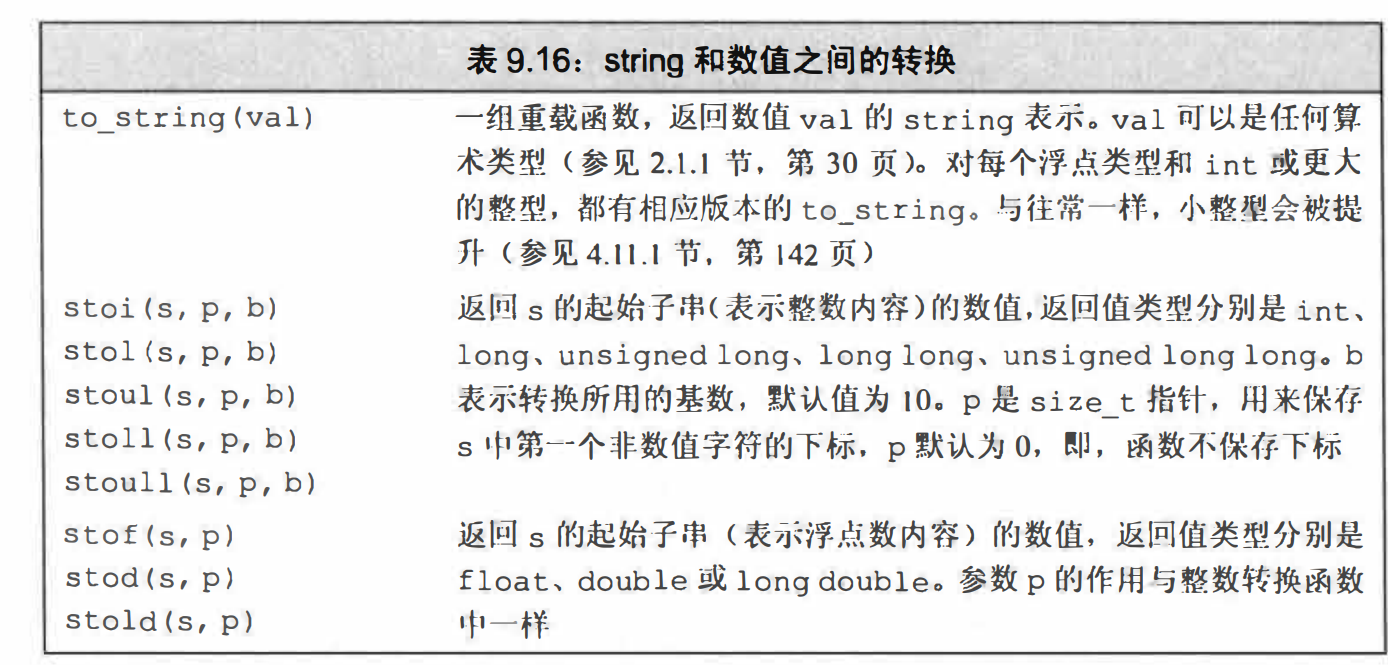 表 9.16：string 和数值之间的转换
to_string(val) 一组重载函数，返回数值 val 的 string 表示。val 可以是任何算
术类型（参见 2.1.1 节，第 30 页）。对每个浮点类型和 int 或更大
的整型，都有相应版本的 to_string。与往常一样，小整型会被提
升（参见 4.11.1 节，第 142 页）
stoi(s, p, b) 返回 s 的起始子串（表示整数内容）的数值，返回值类型分别是 int、
stol(s, p, b) long、unsigned long、long long、unsigned long long。b
stoul(s, p, b) 表示转换所用的基数，默认值为 10。p 是 size_t 指针，用来保存
stoll(s, p, b) s 中第一个非数值字符的下标，p 默认为 0，即，函数不保存下标
stoull(s, p, b)
stof(s, p) 返回 s 的起始子串（表示浮点数内容）的数值，返回值类型分别是
stod(s, p) float、double 或 long double。参数 p 的作用与整数转换函数
stold(s, p) 中一样